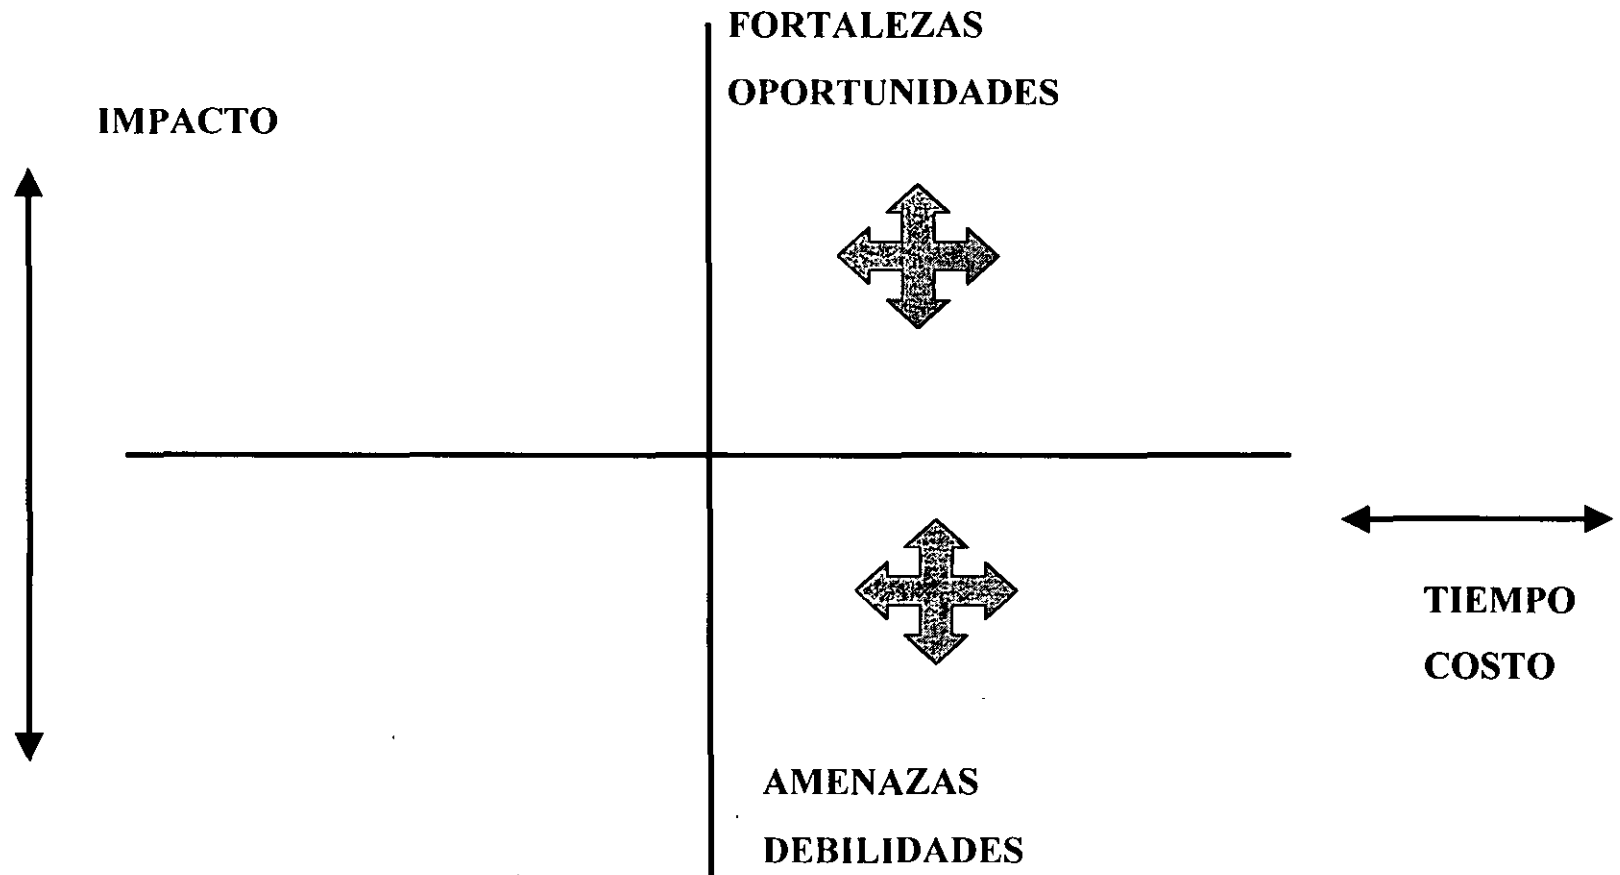 FORTALEZAS
OPORTUNIDADES
IMPACTO
TIEMPO
COSTO
AMENAZAS
DEBILIDADES